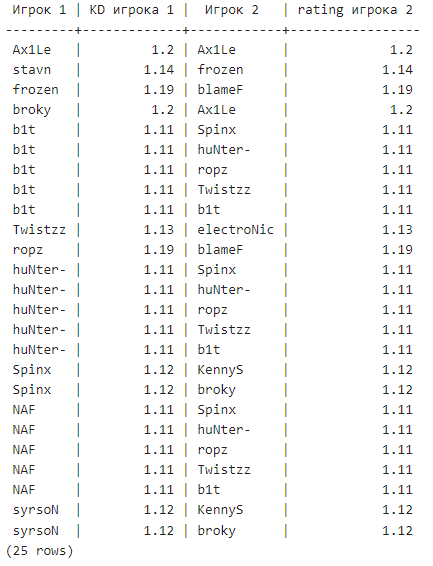 Игрок 1 | KD игрока 1 | Игрок 2 | rating игрока 2
---------+-------------+------------+-----------------
Ax1Le | 1.2 | Ax1Le | 1.2
stavn | 1.14 | frozen | 1.14
frozen | 1.19 | blameF | 1.19
broky | 1.2 | Ax1Le | 1.2
b1t | 1.11 | Spinx | 1.11
b1t | 1.11 | huNter- | 1.11
b1t | 1.11 | ropz | 1.11
b1t | 1.11 | Twistzz | 1.11
b1t | 1.11 | b1t | 1.11
Twistzz | 1.13 | electroNic | 1.13
ropz | 1.19 | blameF | 1.19
huNter- | 1.11 | Spinx | 1.11
huNter- | 1.11 | huNter- | 1.11
huNter- | 1.11 | ropz | 1.11
huNter- | 1.11 | Twistzz | 1.11
huNter- | 1.11 | b1t | 1.11
Spinx | 1.12 | KennyS | 1.12
Spinx | 1.12 | broky | 1.12
NAF | 1.11 | Spinx | 1.11
NAF | 1.11 | huNter- | 1.11
NAF | 1.11 | ropz | 1.11
NAF | 1.11 | Twistzz | 1.11
NAF | 1.11 | b1t | 1.11
syrsoN | 1.12 | KennyS | 1.12
syrsoN | 1.12 | broky | 1.12
(25 rows)